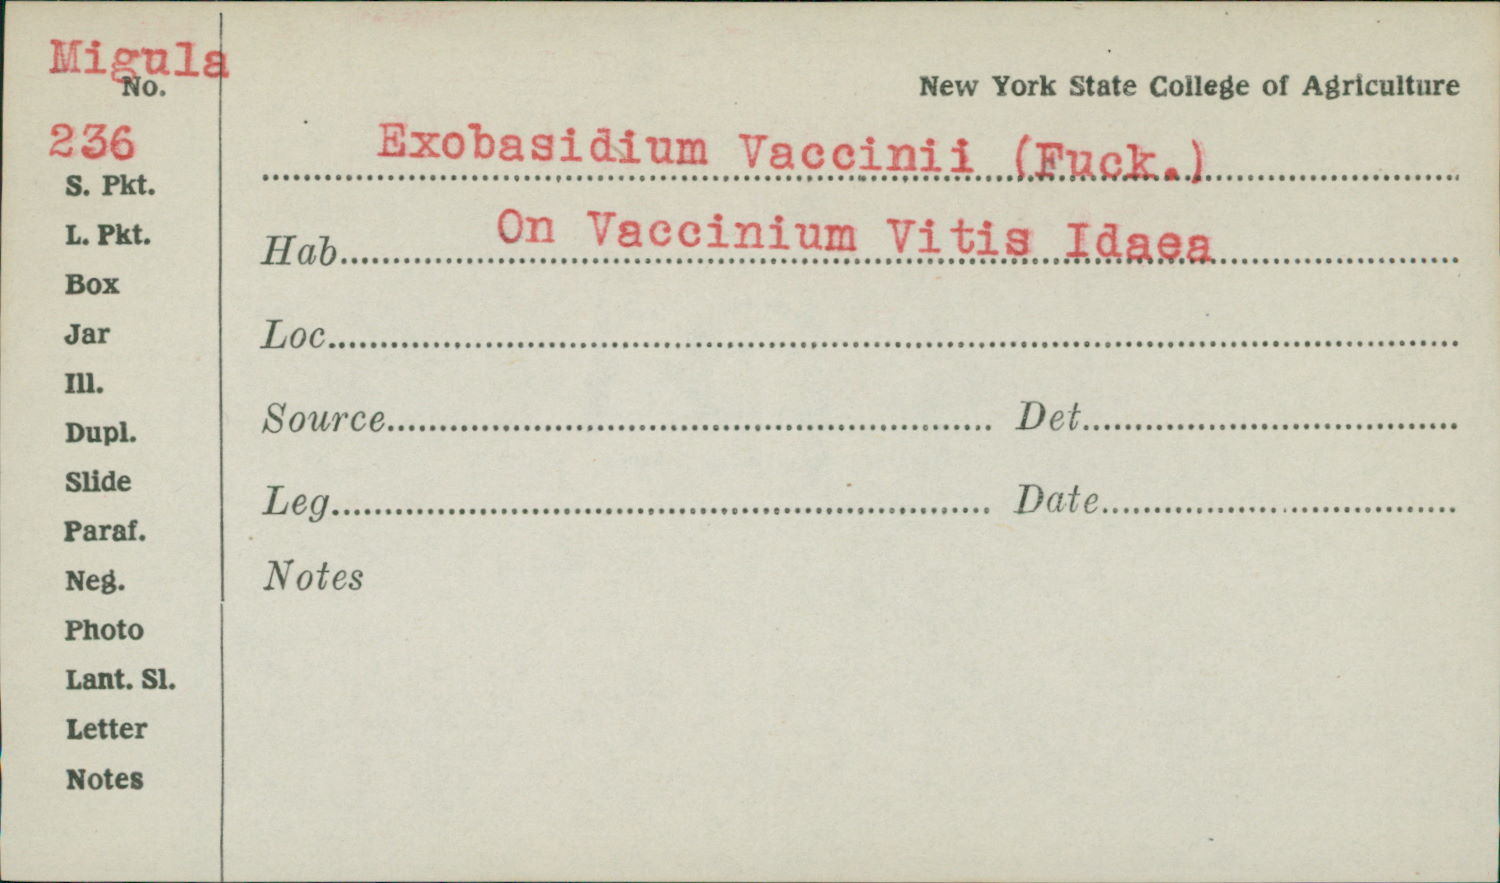 Migula
No.
New York State College of Agriculture
236
Exobasidium Vaccinii (Fuck.)
S. Pkt.
On Vaccinium Vitis Idaea
L. Pkt.
Hab
Box
Jar
Loc
Ill.
Source Det
Dupl.
Slide
Leg Date
Paraf.
Neg.
Notes
Photo
Lant. Sl.
Letter
Notes